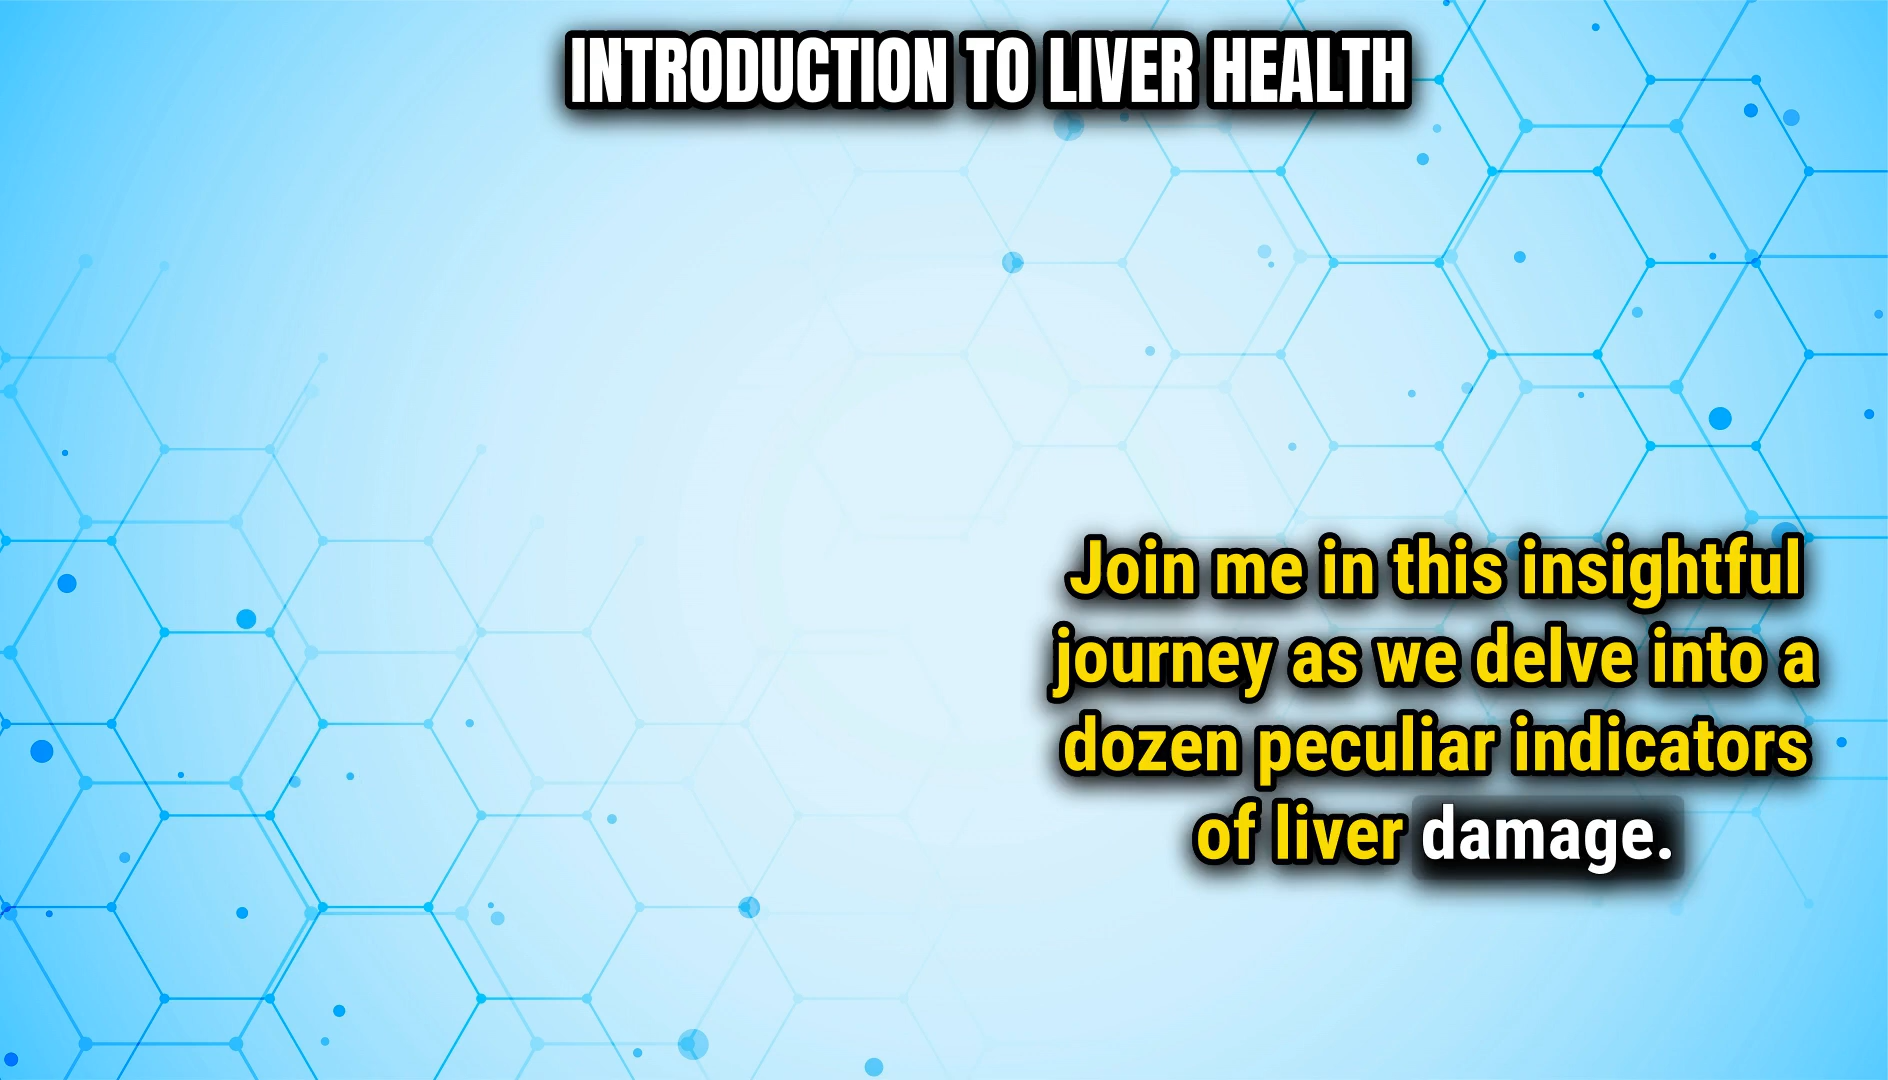 INTRODUCTION TO LIVER HEALTH
Join me in this insightful
journey as we delve into a
dozen peculiar indicators
of liver damage.